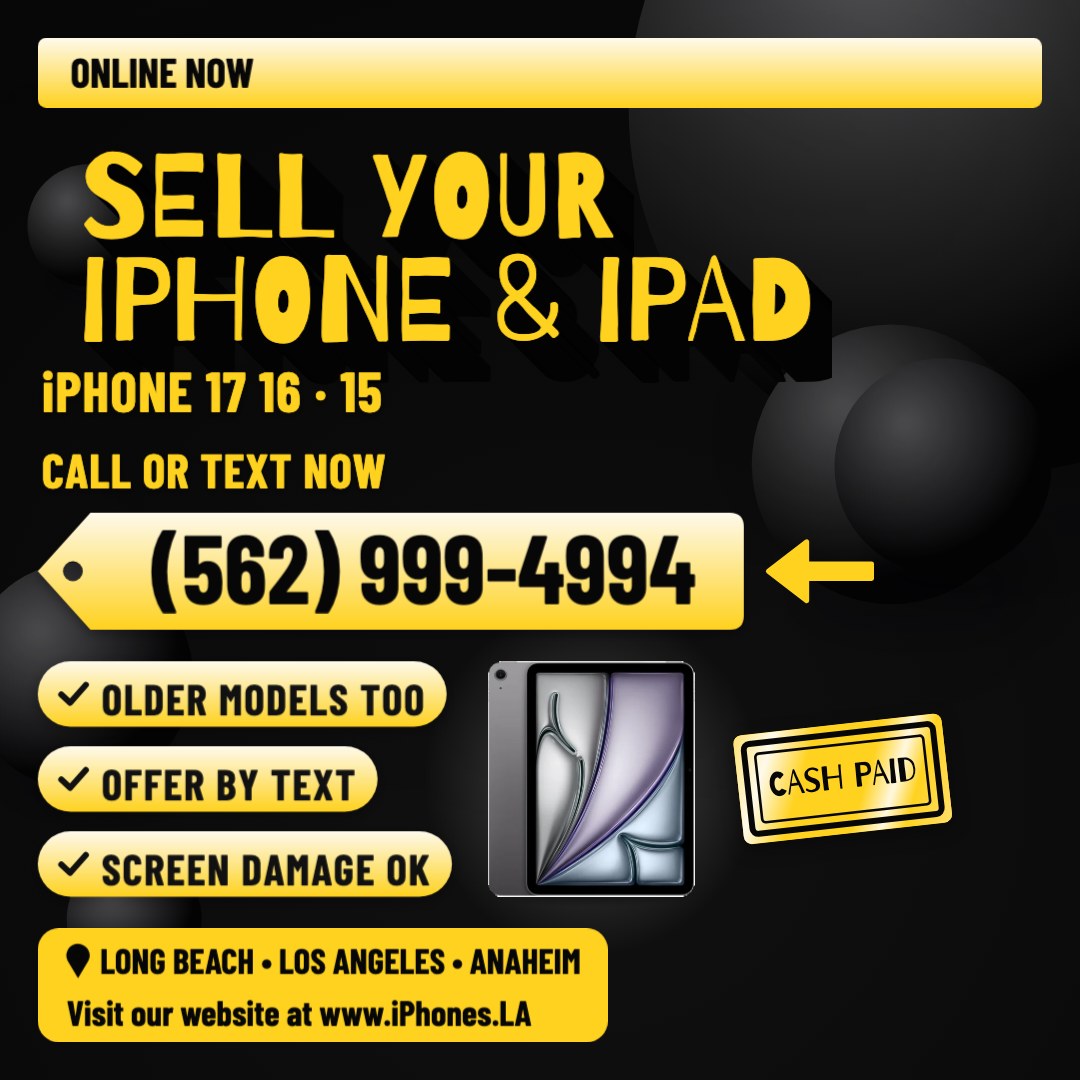 ONLINE NOW
SELL YOUR
IPHONE & IPAD
iPHONE 17 16 · 15
CALL OR TEXT NOW
(562) 999-4994
OLDER MODELS TOO
OFFER BY TEXT
SCREEN DAMAGE OK
CASH PAID
LONG BEACH • LOS ANGELES • ANAHEIM
Visit our website at www.iPhones.LA